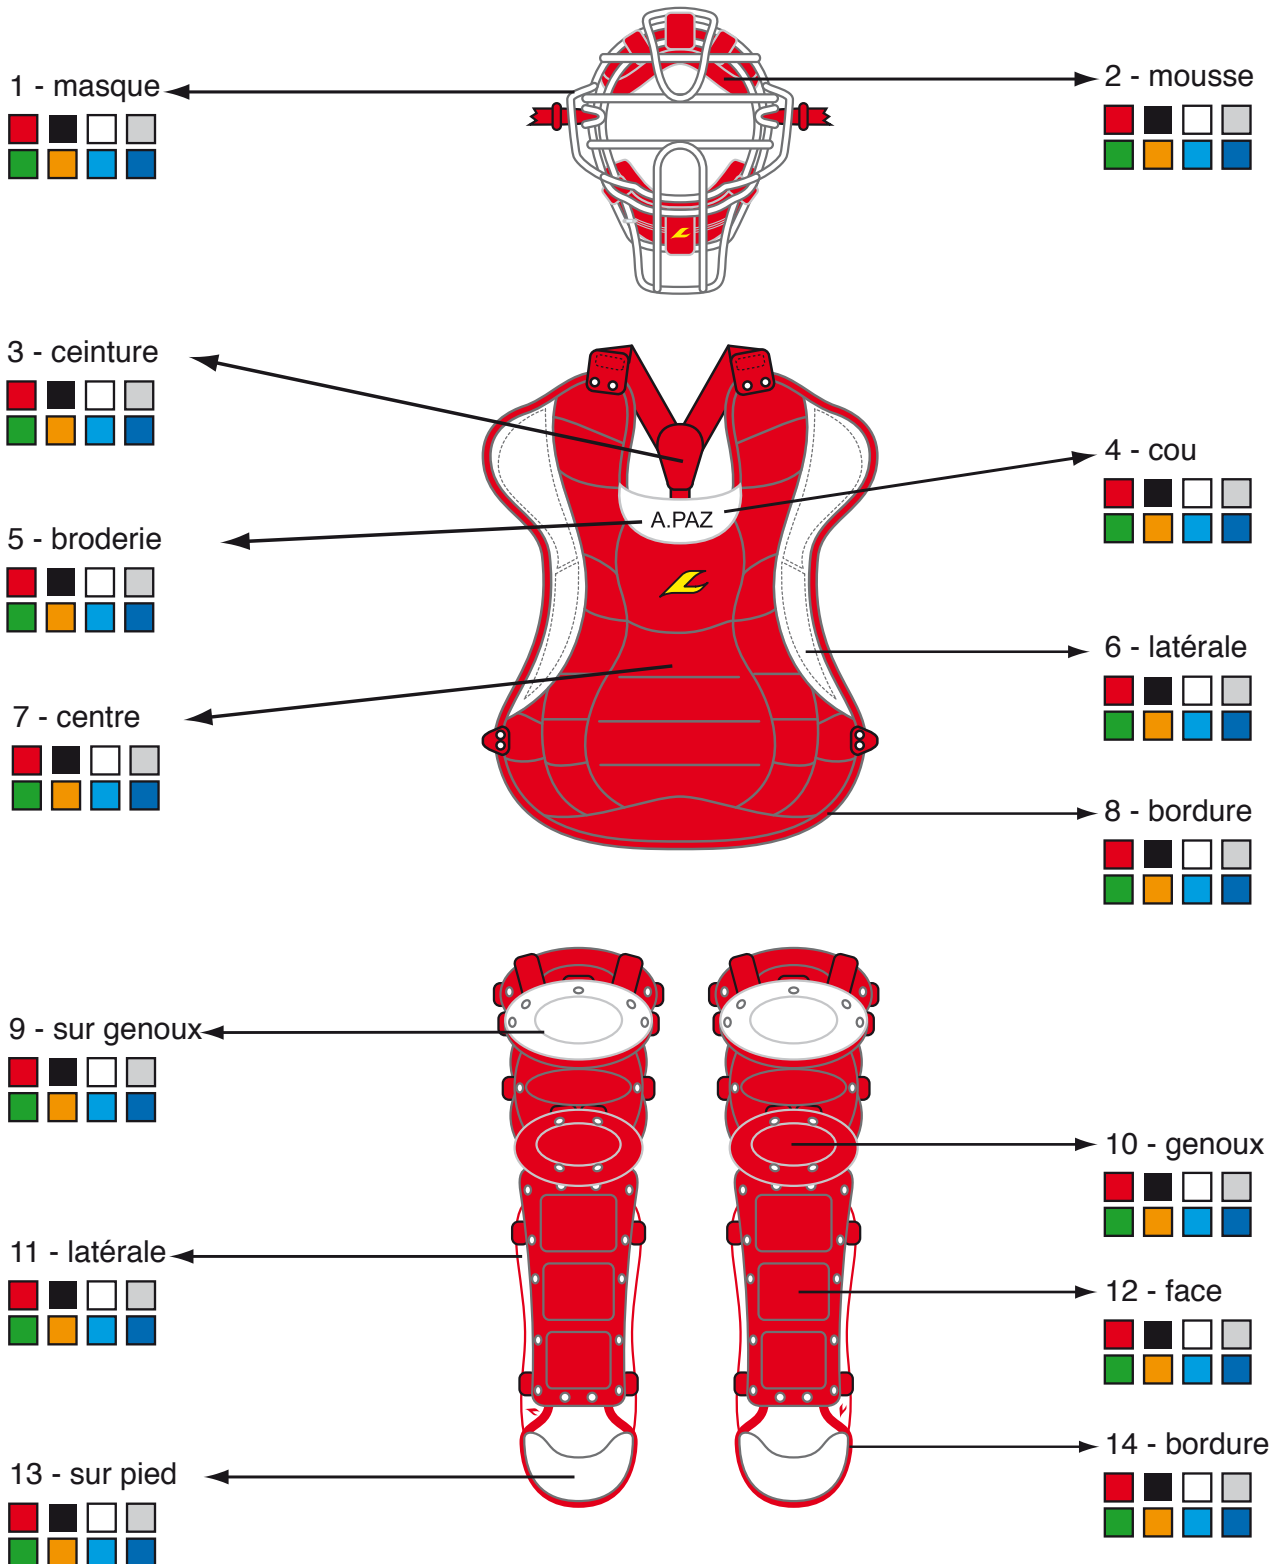 1 - masque
2 - mousse
3 - ceinture
4 - cou
A.PAZ
5 - broderie
6 - latérale
7 - centre
8 - bordure
9 - sur genoux
10 - genoux
11 - latérale
12 - face
14 - bordure
13 - sur pied